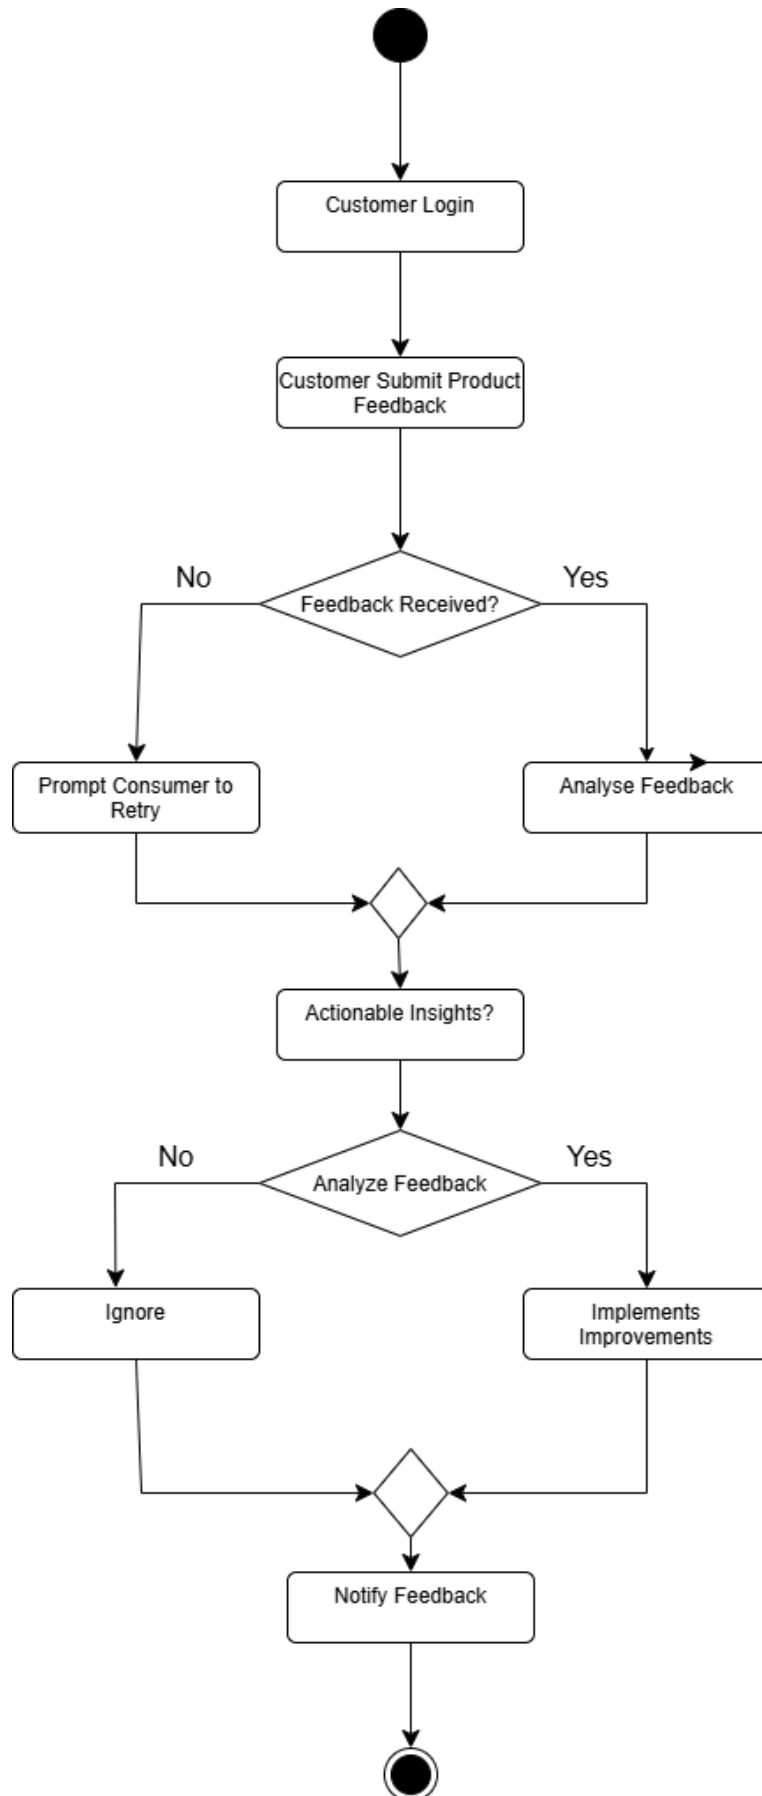 Customer Login
Customer Submit Product
Feedback
No
Yes
Feedback Received?
Prompt Consumer to
Retry
Analyse Feedback
Actionable Insights?
No
Yes
Analyze Feedback
Ignore
Implements
Improvements
Notify Feedback